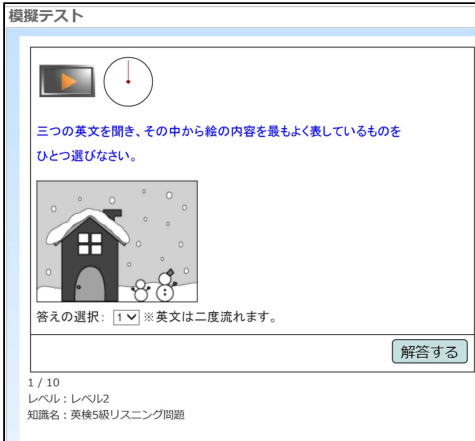 模擬テスト
三つの英文を聞き、その中から絵の内容を最もよく表しているものを
ひとつ選びなさい。
答えの選択: 1 ※英文は二度流れます。
解答する
1 / 10
レベル：レベル2
知識名：英検5級リスニング問題